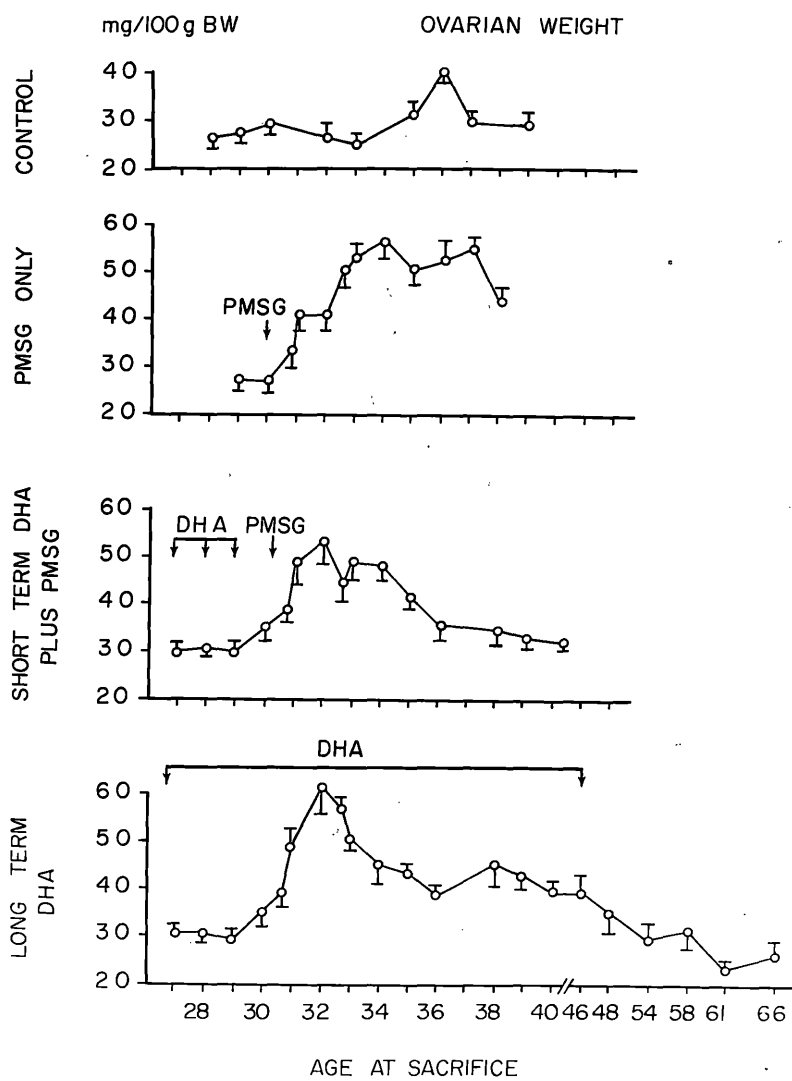 mg/100 g BW OVARIAN WEIGHT
CONTROL
40
30
20
PMSG ONLY
60
50
40
30
20
PMSG
SHORT TERM DHA
PLUS PMSG
60
50
40
30
20
DHA PMSG
LONG TERM
DHA
DHA
60
50
40
30
20
28 30 32 34 36 38 40 46 48 54 58 61 66
AGE AT SACRIFICE